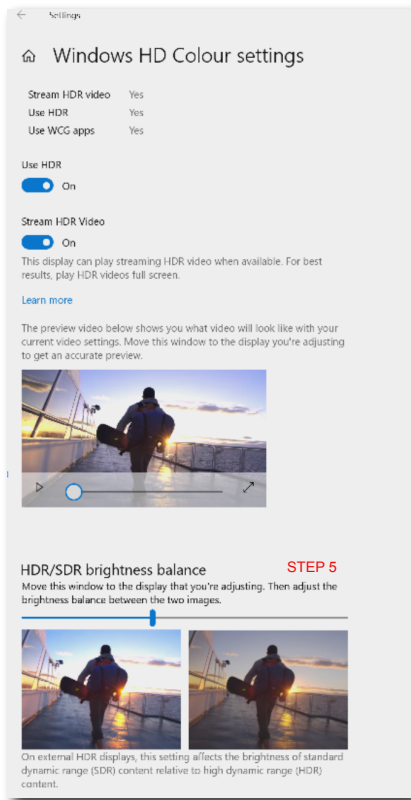 Settings
Windows HD Colour settings
Stream HDR video Yes
Use HDR Yes
Use WCG apps Yes
Use HDR
On
Stream HDR Video
On
This display can play streaming HDR video when available. For best
results, play HDR videos full screen.
Learn more
The preview video below shows you what video will look like with your
current video settings. Move this window to the display you're adjusting
to get an accurate preview.
HDR/SDR brightness balance STEP 5
Move this window to the display that you're adjusting. Then adjust the
brightness balance between the two images.
On external HDR displays, this setting affects the brightness of standard
dynamic range (SDR) content relative to high dynamic range (HDR)
content.